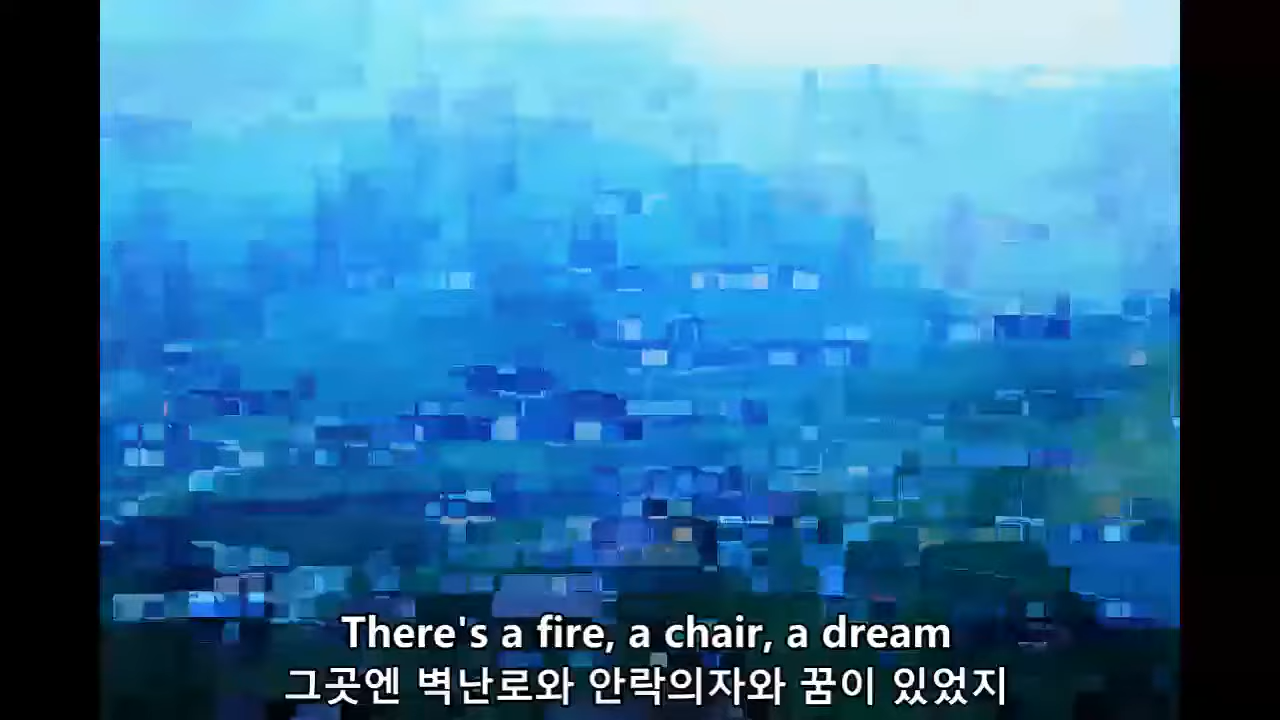 There's a fire, a chair, a dream
그곳엔 벽난로와 안락의자와 꿈이 있었지